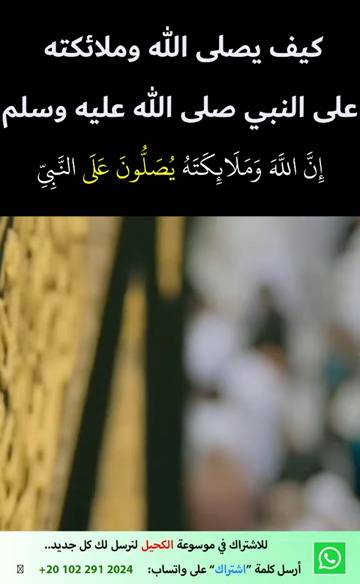 كيف يصلى الله وملائكته
على النبي صلى الله عليه وسلم
إِنَّ اللَّهَ وَمَلَائِكَتَهُ يُصَلُّونَ عَلَى النَّبِيِّ
للاشتراك في موسوعة الكحيل لنرسل لك كل جديد..
أرسل كلمة “اشتراك” على واتساب: +20 102 291 2024